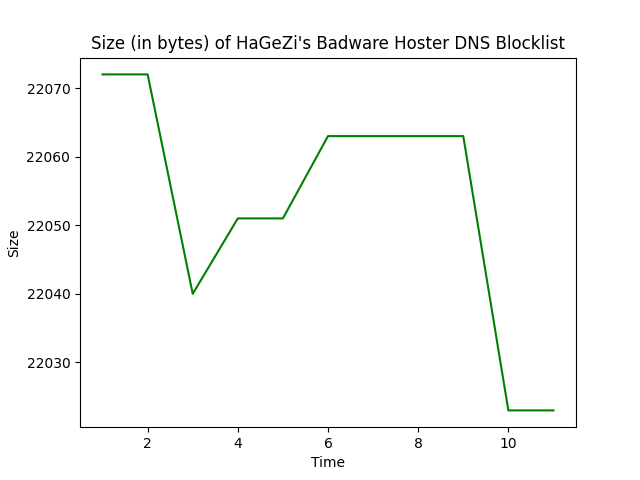 Size (in bytes) of HaGeZi's Badware Hoster DNS Blocklist
22070
22060
22050
22040
22030
Size
2 4 6 8 10
Time